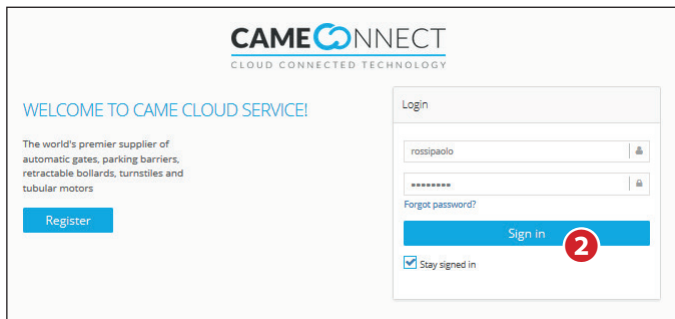 CAMECONNECT
CLOUD CONNECTED TECHNOLOGY
WELCOME TO CAME CLOUD SERVICE!
The world's premier supplier of
automatic gates, parking barriers,
retractable bollards, turnstiles and
tubular motors
Register
Login
rossipaolo
********
Forgot password?
Sign in
2
Stay signed in